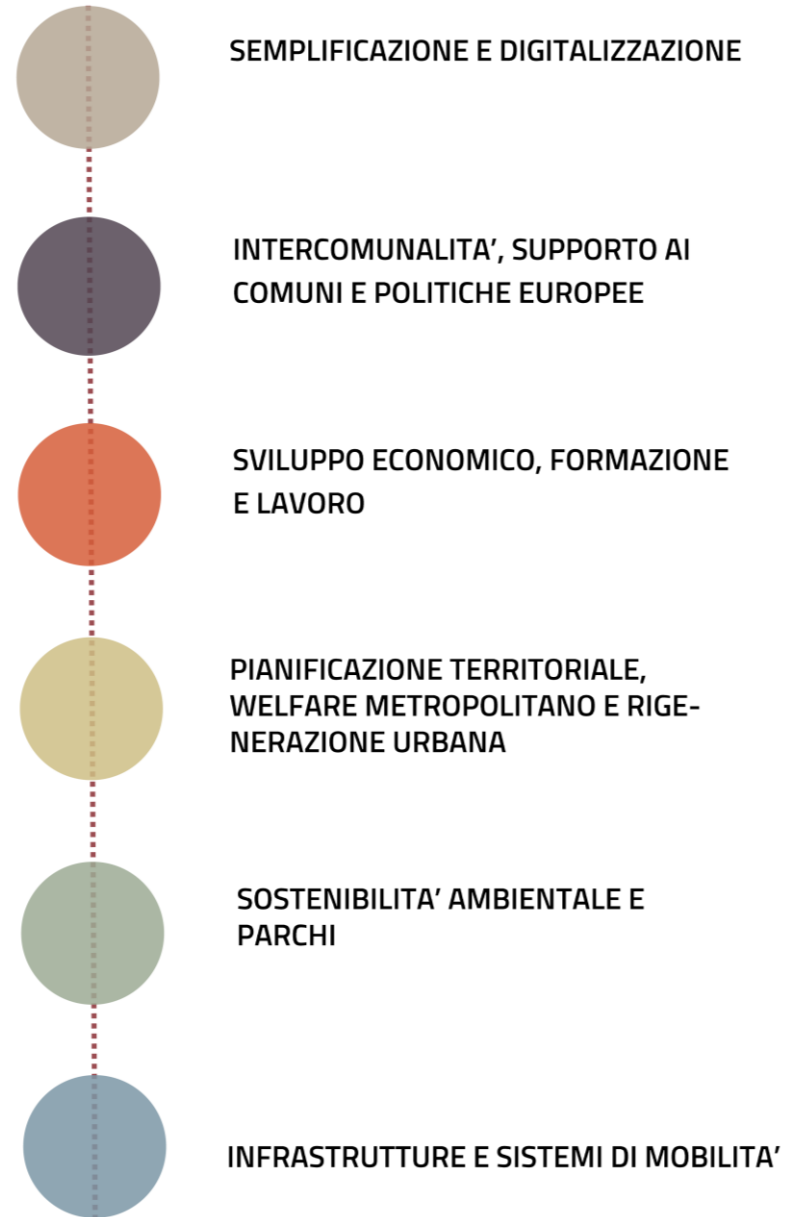 SEMPLIFICAZIONE E DIGITALIZZAZIONE
INTERCOMUNALITA’, SUPPORTO AI
COMUNI E POLITICHE EUROPEE
SVILUPPO ECONOMICO, FORMAZIONE
E LAVORO
PIANIFICAZIONE TERRITORIALE,
WELFARE METROPOLITANO E RIGE-
NERAZIONE URBANA
SOSTENIBILITA’ AMBIENTALE E
PARCHI
INFRASTRUTTURE E SISTEMI DI MOBILITA’